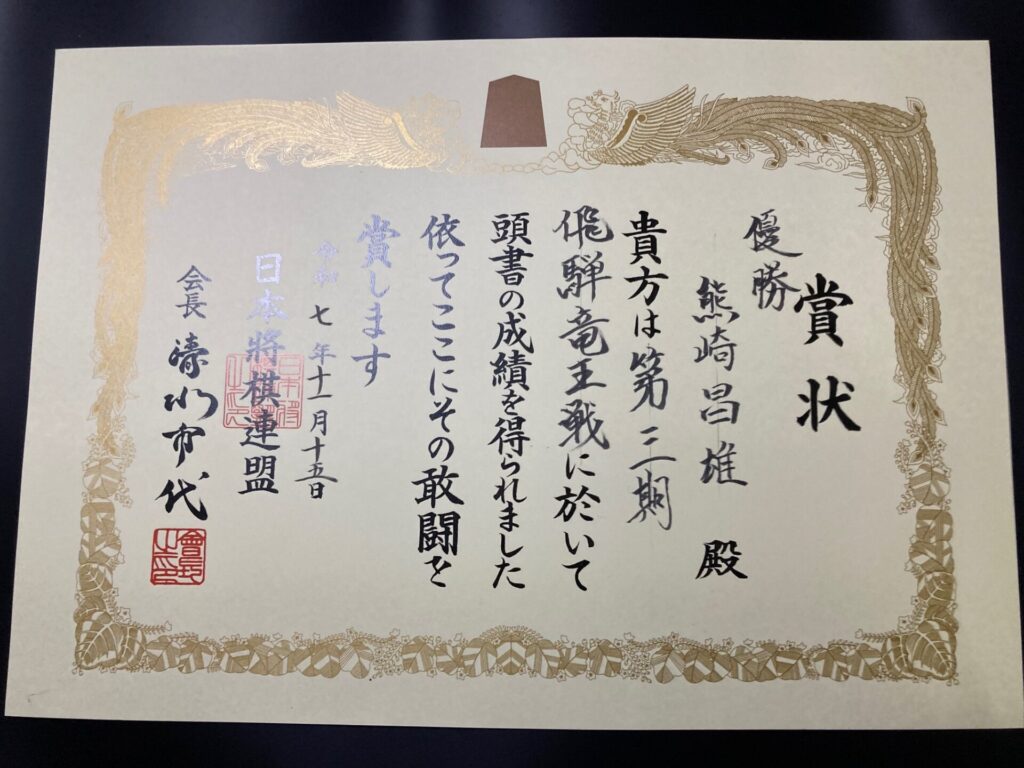 賞状
優勝
熊崎昌雄 殿
貴方は第三期
飛騨竜王戦に於いて
頭書の成績を得られました
依ってここにその敢闘を
賞します
令和七年十一月十五日
日本将棋連盟
会長 清水市代